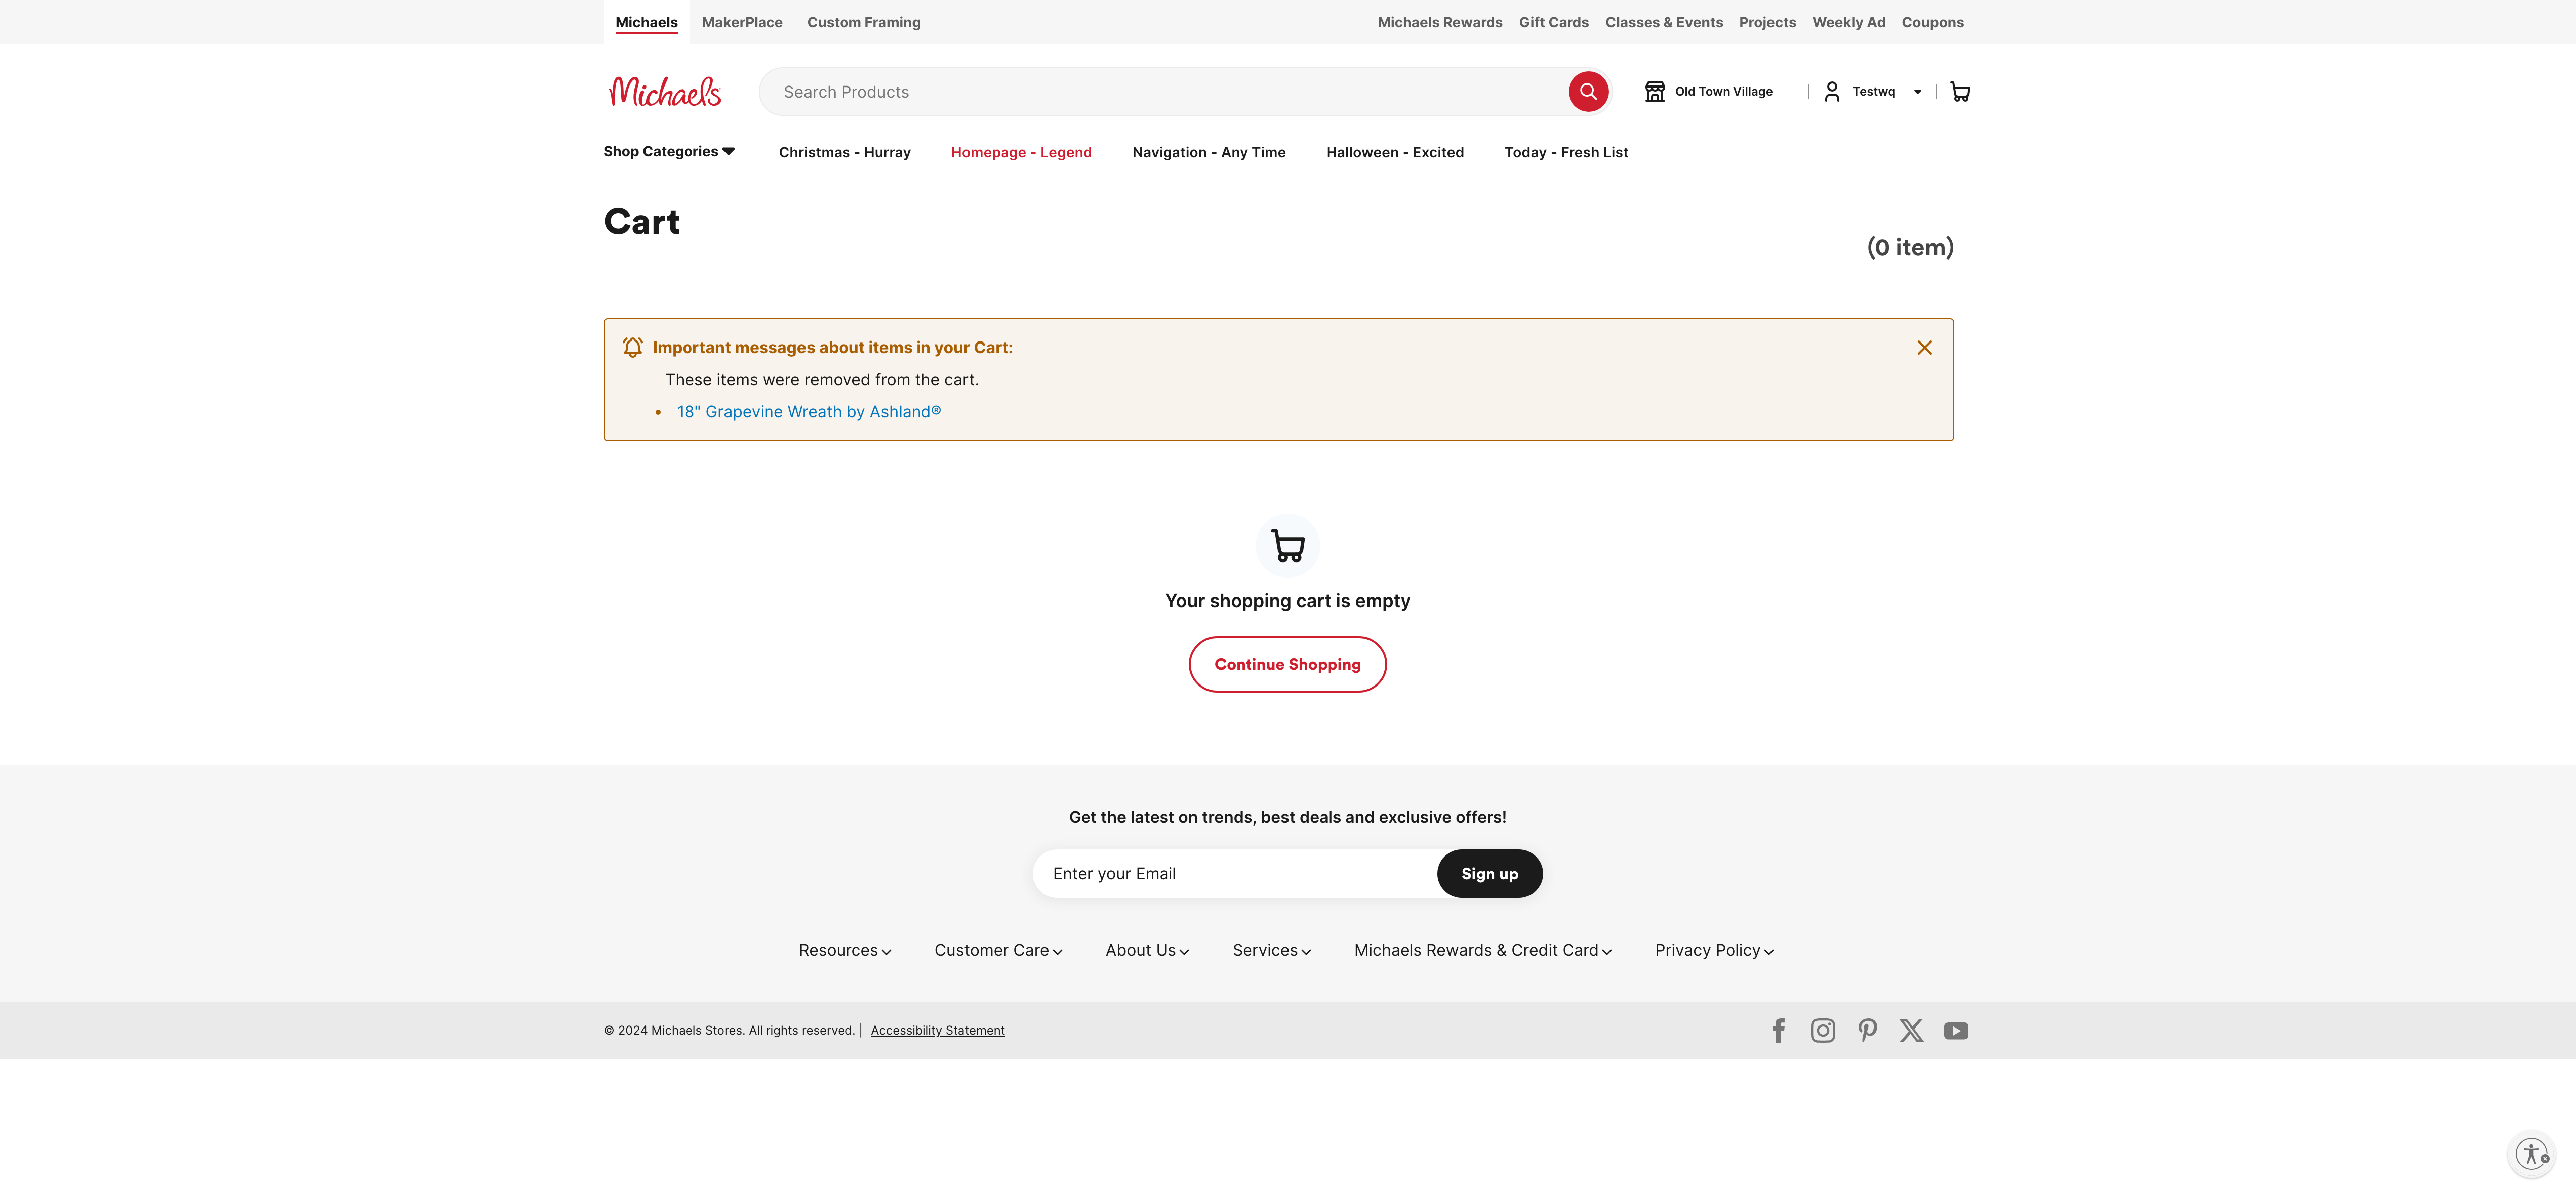 Michaels MakerPlace Custom Framing Michaels Rewards Gift Cards Classes & Events Projects Weekly Ad Coupons
Michaels Search Products Old Town Village Testwq
Shop Categories Christmas - Hurray Homepage - Legend Navigation - Any Time Halloween - Excited Today - Fresh List
Cart
(0 item)
Important messages about items in your Cart:
These items were removed from the cart.
• 18" Grapevine Wreath by Ashland®
Your shopping cart is empty
Continue Shopping
Get the latest on trends, best deals and exclusive offers!
Enter your Email Sign up
Resources Customer Care About Us Services Michaels Rewards & Credit Card Privacy Policy
© 2024 Michaels Stores. All rights reserved. | Accessibility Statement